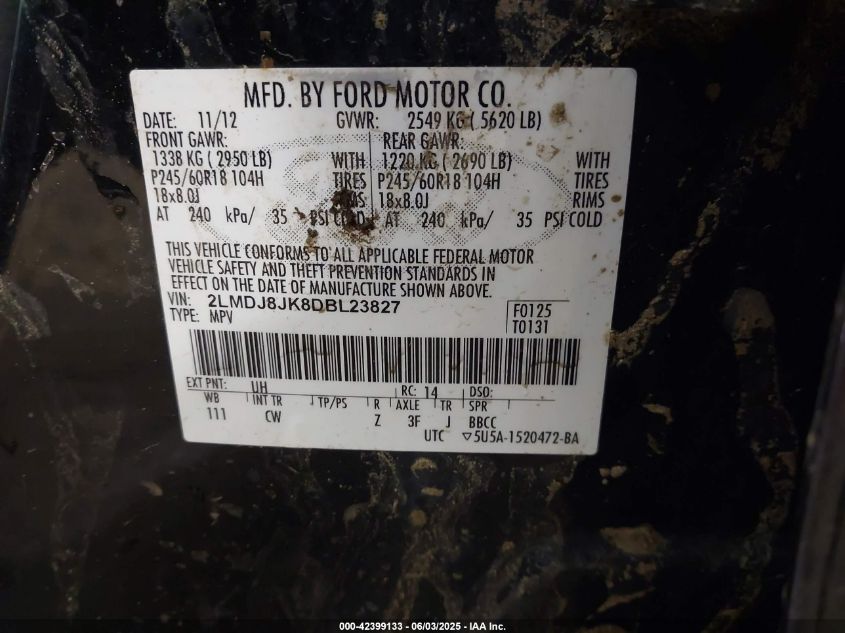 MFD. BY FORD MOTOR CO.
DATE: 11/12 GVWR: 2549 KG ( 5620 LB)
FRONT GAWR: REAR GAWR:
1338 KG ( 2950 LB) WITH 1220 KG ( 2690 LB) WITH
P245/60R18 104H TIRES P245/60R18 104H TIRES
18x8.0J RIMS 18x8.0J RIMS
AT 240 kPa/ 35 PSI COLD AT 240 kPa/ 35 PSI COLD
THIS VEHICLE CONFORMS TO ALL APPLICABLE FEDERAL MOTOR
VEHICLE SAFETY AND THEFT PREVENTION STANDARDS IN
EFFECT ON THE DATE OF MANUFACTURE SHOWN ABOVE.
VIN: 2LMDJ8JK8DBL23827 F0125
TYPE: MPV T0131
EXT PNT: UH RC: 14 DSO:
WB INT TR TP/PS R AXLE TR SPR
111 CW Z 3F J BBCC
UTC ▽5U5A-1520472-BA
000-42399133 - 06/03/2025 - IAA Inc.